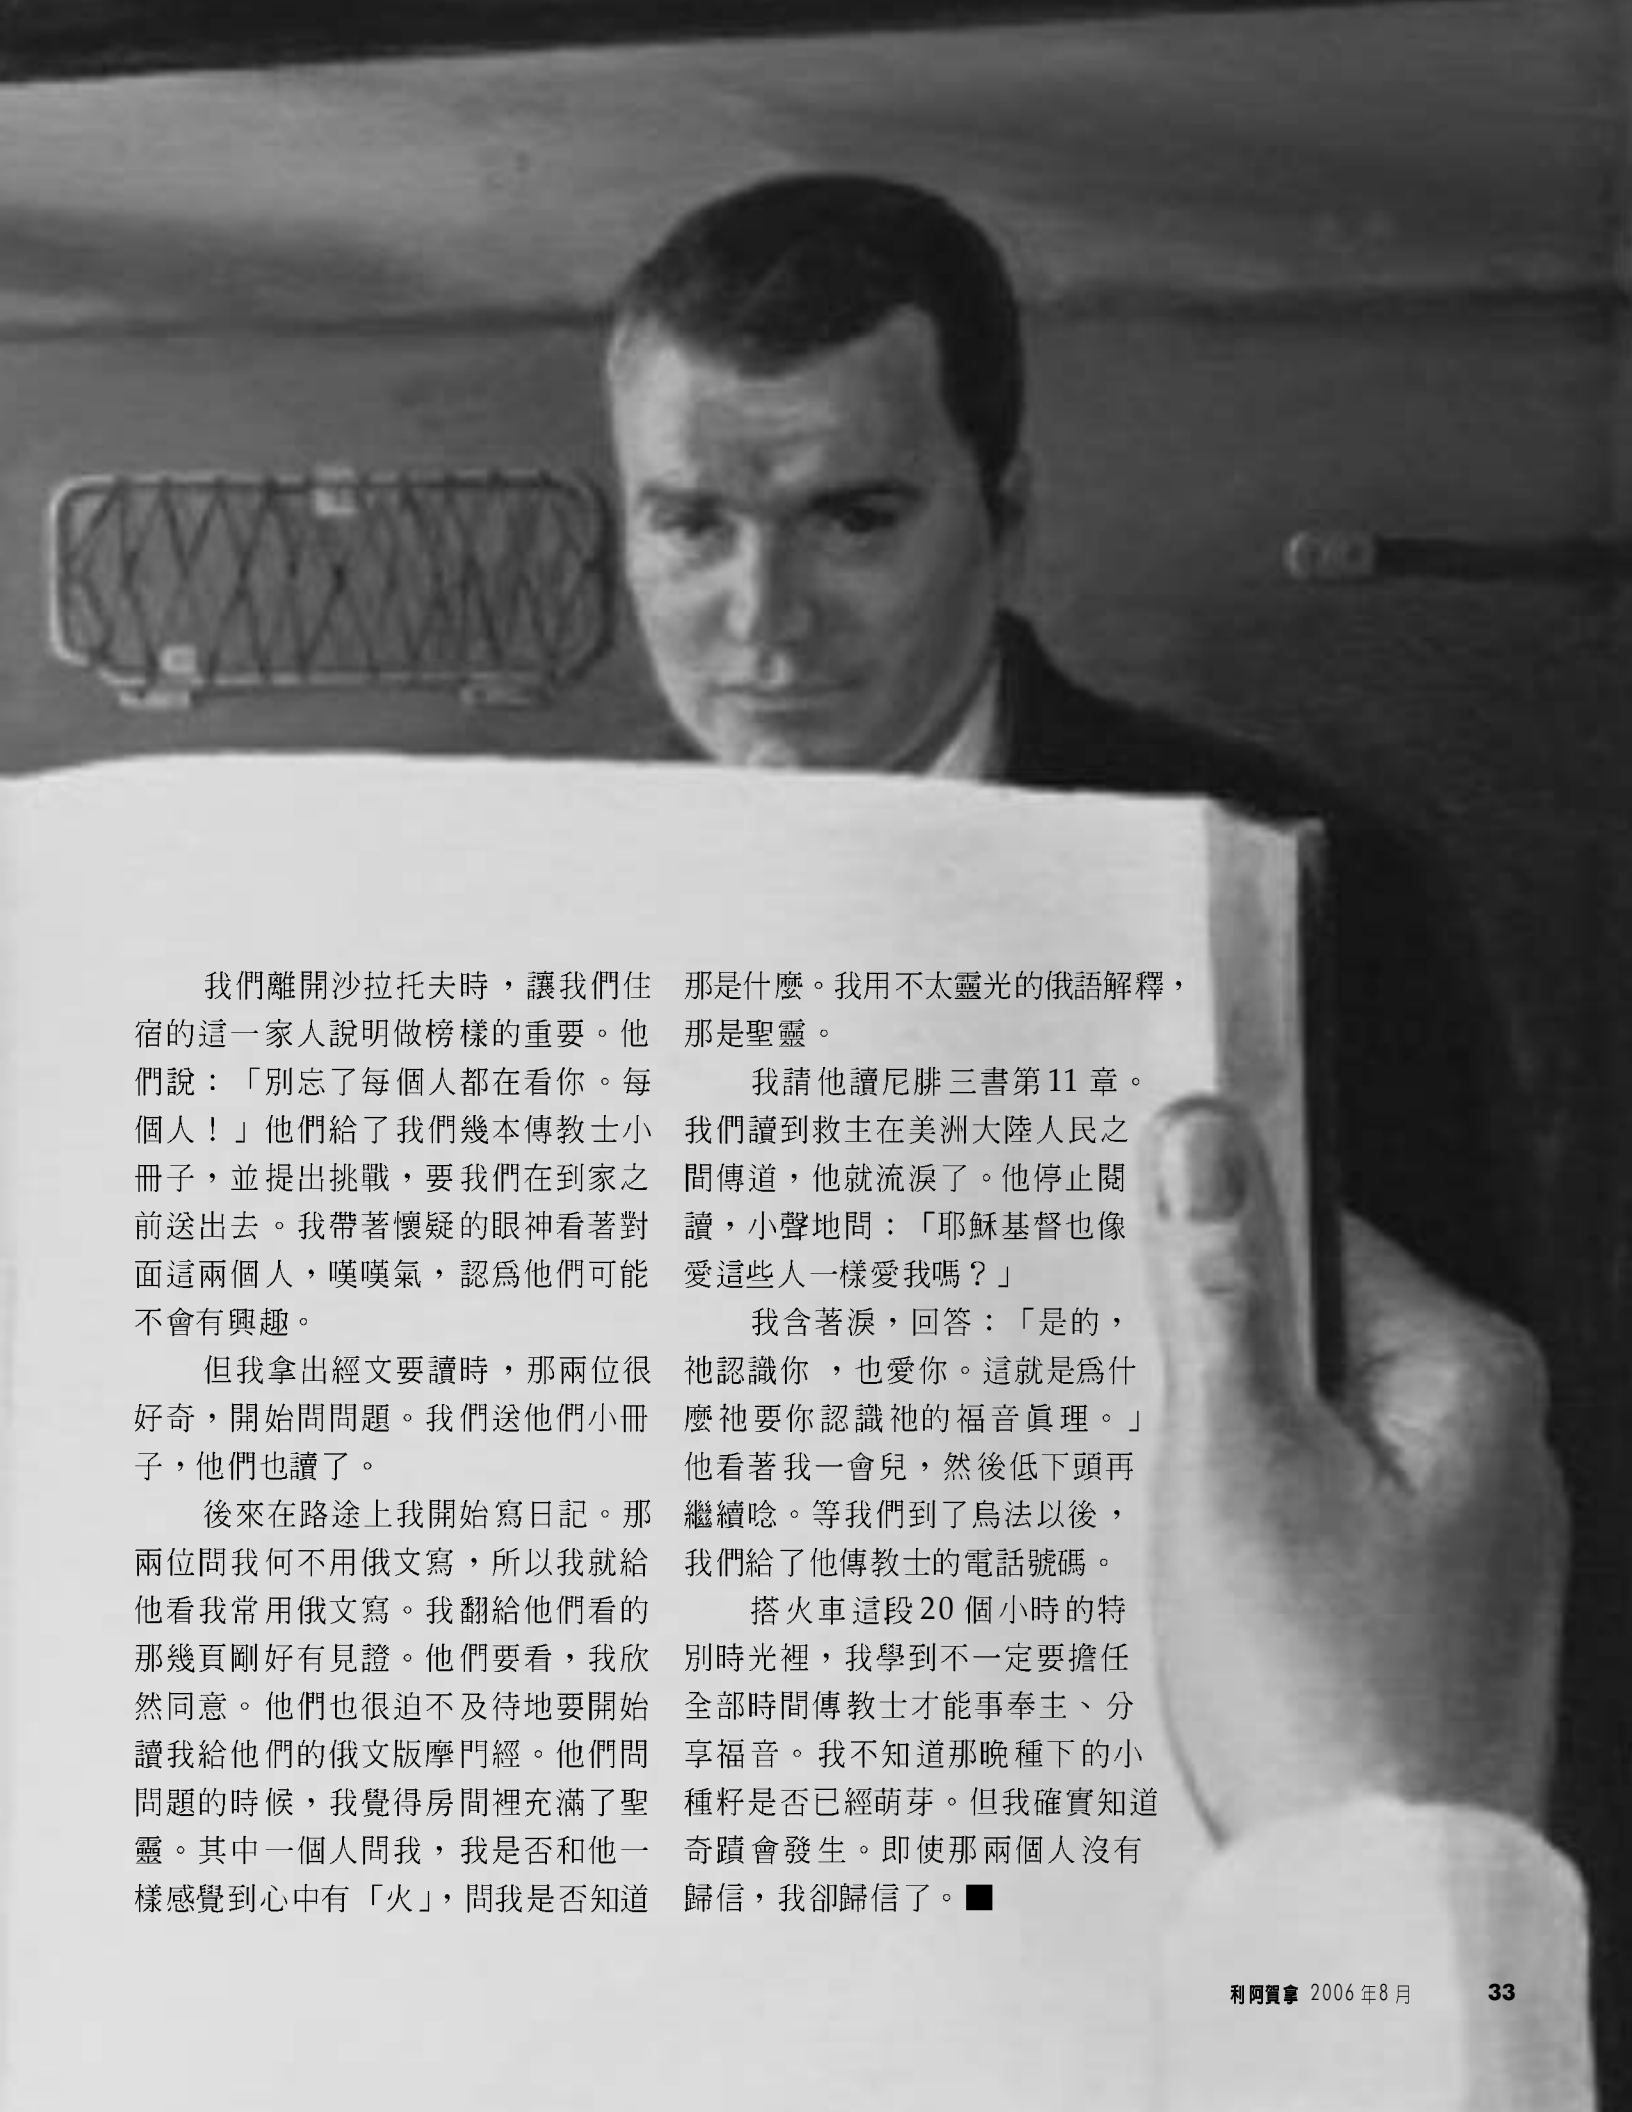 我們離開沙拉托夫時，讓我們住
宿的這一家人說明做榜樣的重要。他
們說：「別忘了每個人都在看你。每
個人！」他們給了我們幾本傳教士小
冊子，並提出挑戰，要我們在到家之
前送出去。我帶著懷疑的眼神看著對
面這兩個人，嘆嘆氣，認爲他們可能
不會有興趣。
但我拿出經文要讀時，那兩位很
好奇，開始問問題。我們送他們小冊
子，他們也讀了。
後來在路途上我開始寫日記。那
兩位問我何不用俄文寫，所以我就給
他看我常用俄文寫。我翻給他們看的
那幾頁剛好有見證。他們要看，我欣
然同意。他們也很迫不及待地要開始
讀我給他們的俄文版摩門經。他們問
問題的時候，我覺得房間裡充滿了聖
靈。其中一個人問我，我是否和他一
樣感覺到心中有「火」，問我是否知道
那是什麼。我用不太靈光的俄語解釋，
那是聖靈。
我請他讀尼腓三書第11章。
我們讀到救主在美洲大陸人民之
間傳道，他就流淚了。他停止閱
讀，小聲地問：「耶穌基督也像
愛這些人一樣愛我嗎？」
我含著淚，回答：「是的，
祂認識你，也愛你。這就是爲什
麼祂要你認識祂的福音眞理。」
他看著我一會兒，然後低下頭再
繼續唸。等我們到了烏法以後，
我們給了他傳教士的電話號碼。
搭火車這段20個小時的特
別時光裡，我學到不一定要擔任
全部時間傳教士才能事奉主、分
享福音。我不知道那晚種下的小
種籽是否已經萌芽。但我確實知道
奇蹟會發生。即使那兩個人沒有
歸信，我卻歸信了。■
利阿賀拿 2006年8月 33